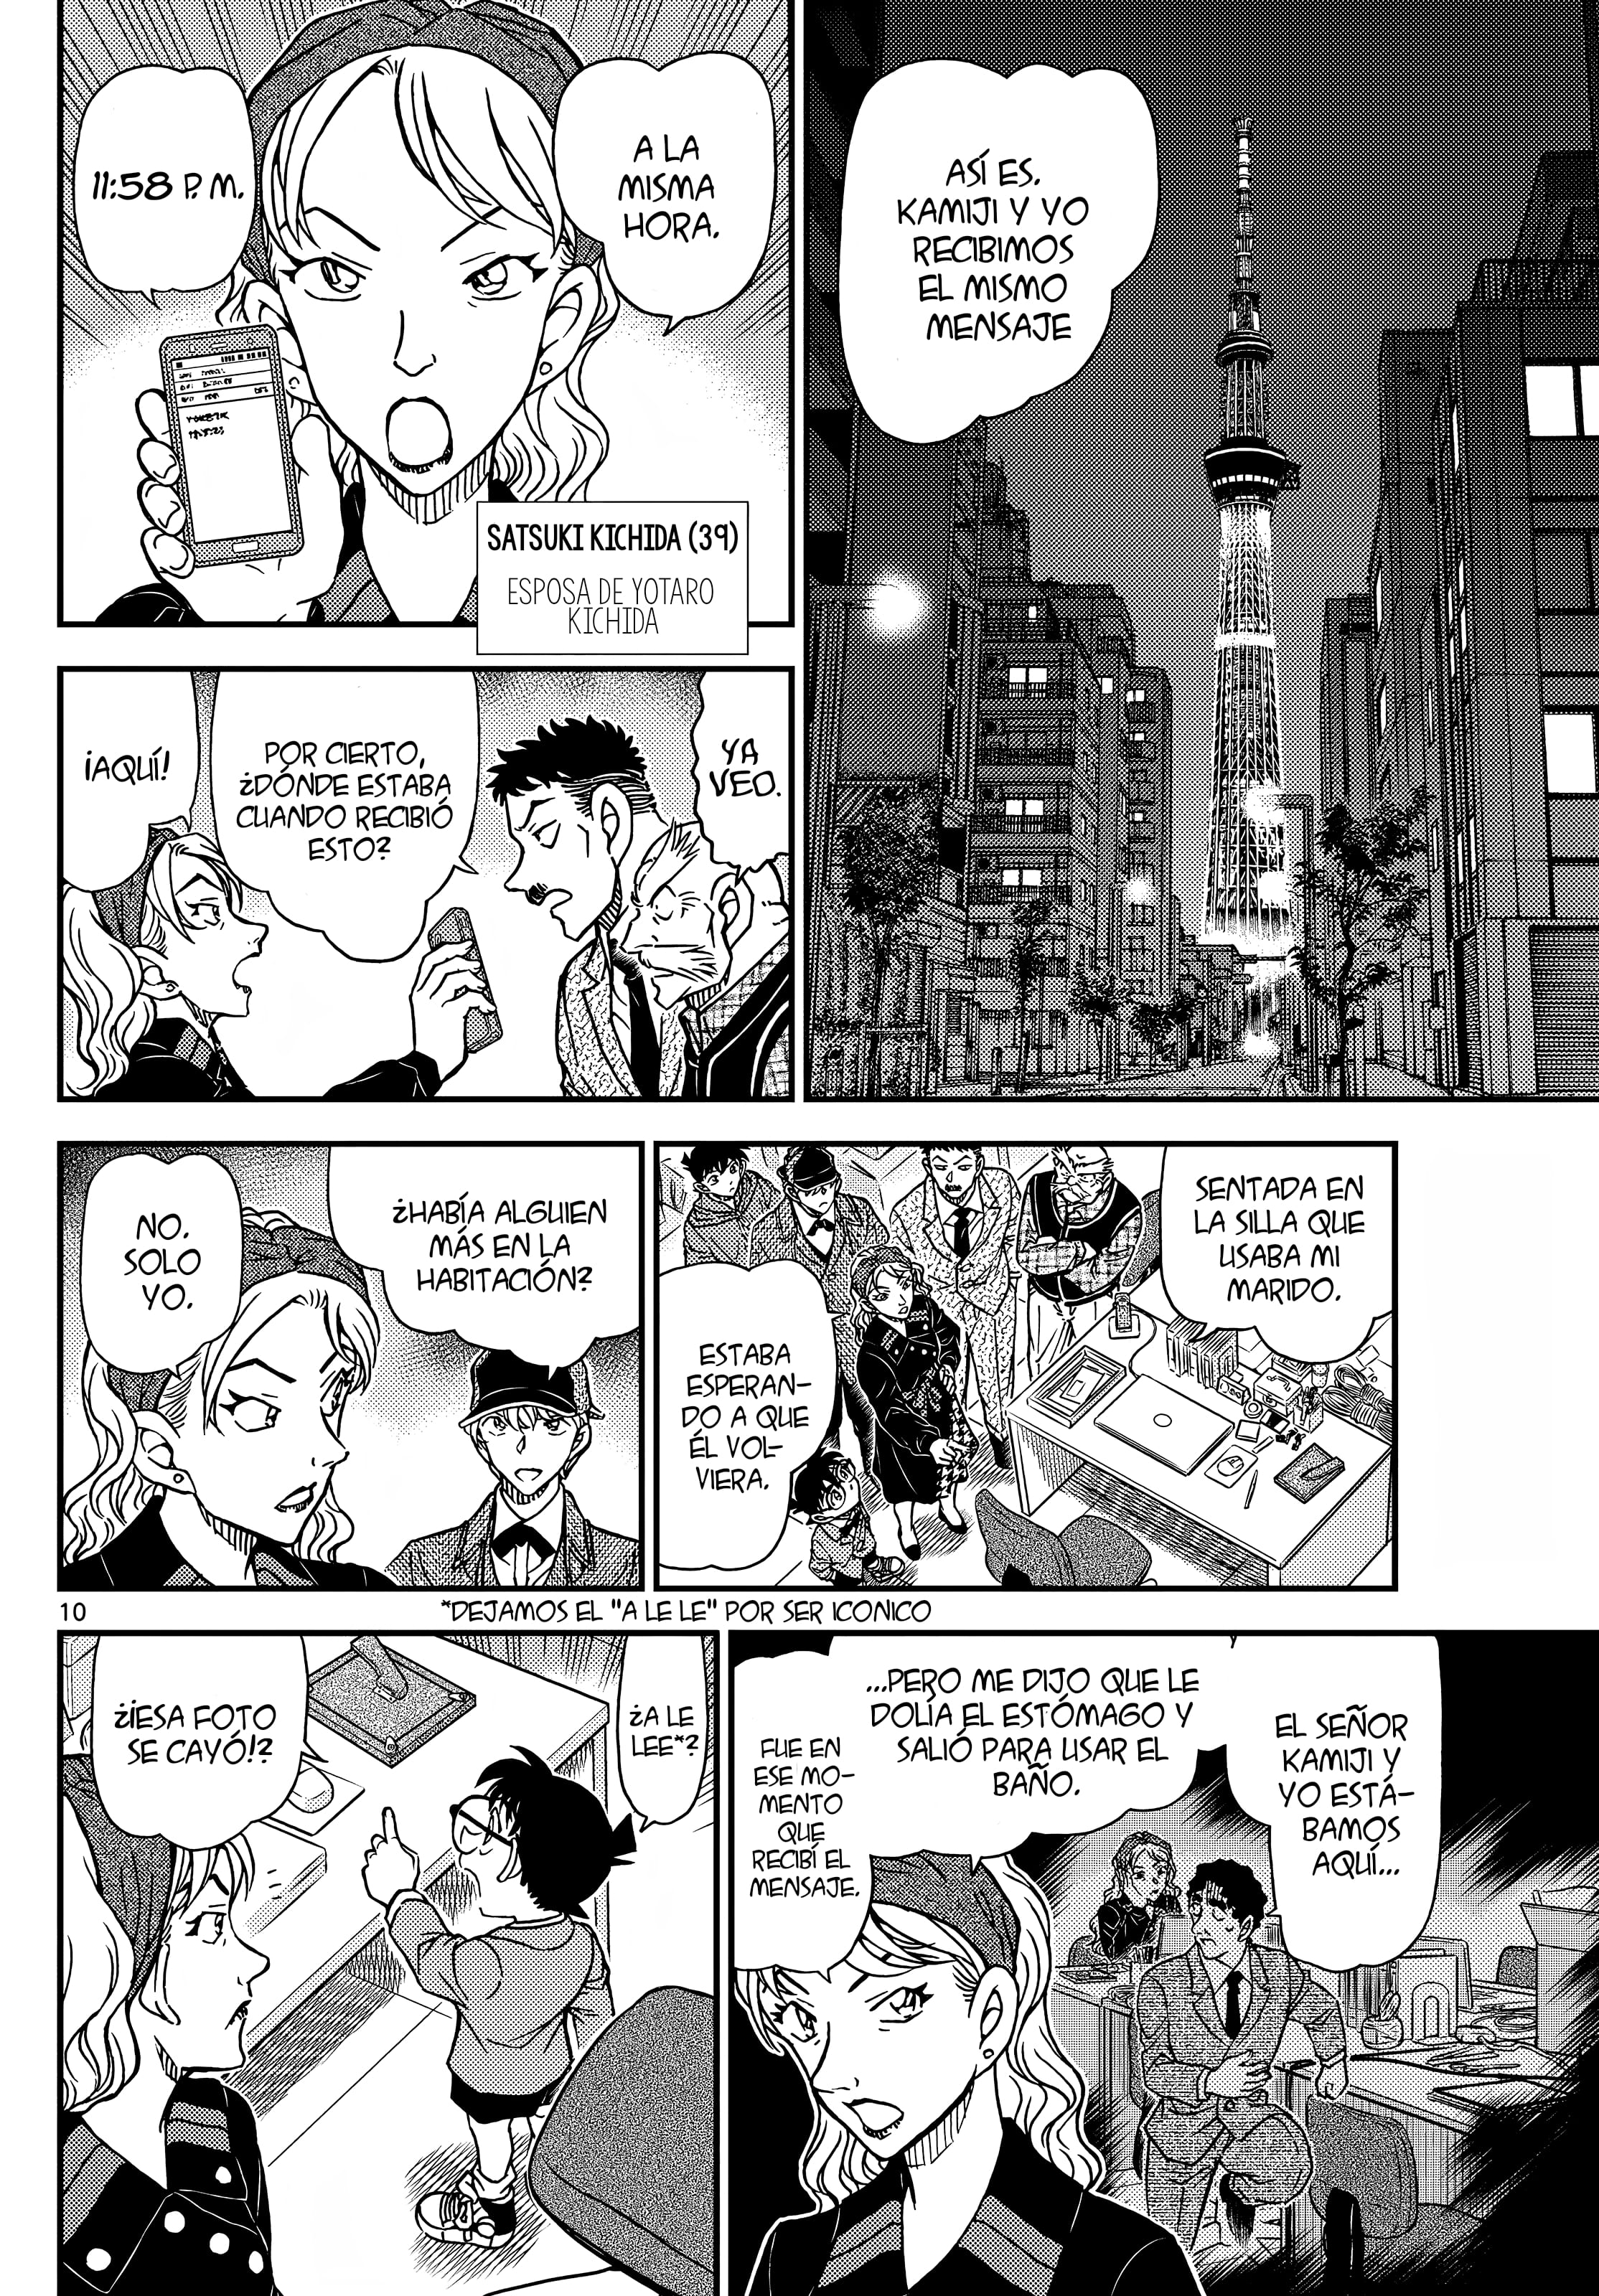 ASÍ ES.
KAMIJI Y YO
RECIBIMOS
EL MISMO
MENSAJE
A LA
MISMA
HORA.
11:58 P. M.
SATSUKI KICHIDA (39)
ESPOSA DE YOTARO
KICHIDA
YA
VEO.
POR CIERTO,
¿DÓNDE ESTABA
CUANDO RECIBIÓ
ESTO?
¡AQUÍ!
SENTADA EN
LA SILLA QUE
USABA MI
MARIDO.
ESTABA
ESPERAN-
DO A QUE
ÉL VOL-
VIERA.
¿HABÍA ALGUIEN
MÁS EN LA
HABITACIÓN?
NO.
SOLO
YO.
10
*DEJAMOS EL "A LE LE" POR SER ICONICO
EL SEÑOR
KAMIJI Y
YO ESTÁ-
BAMOS
AQUÍ...
...PERO ME DIJO QUE LE
DOLÍA EL ESTÓMAGO Y
SALIÓ PARA USAR EL
BAÑO.
FUE EN
ESE MO-
MENTO
QUE
RECIBÍ EL
MENSAJE.
¿A LE
LEE*?
¿¡ESA FOTO
SE CAYÓ!?